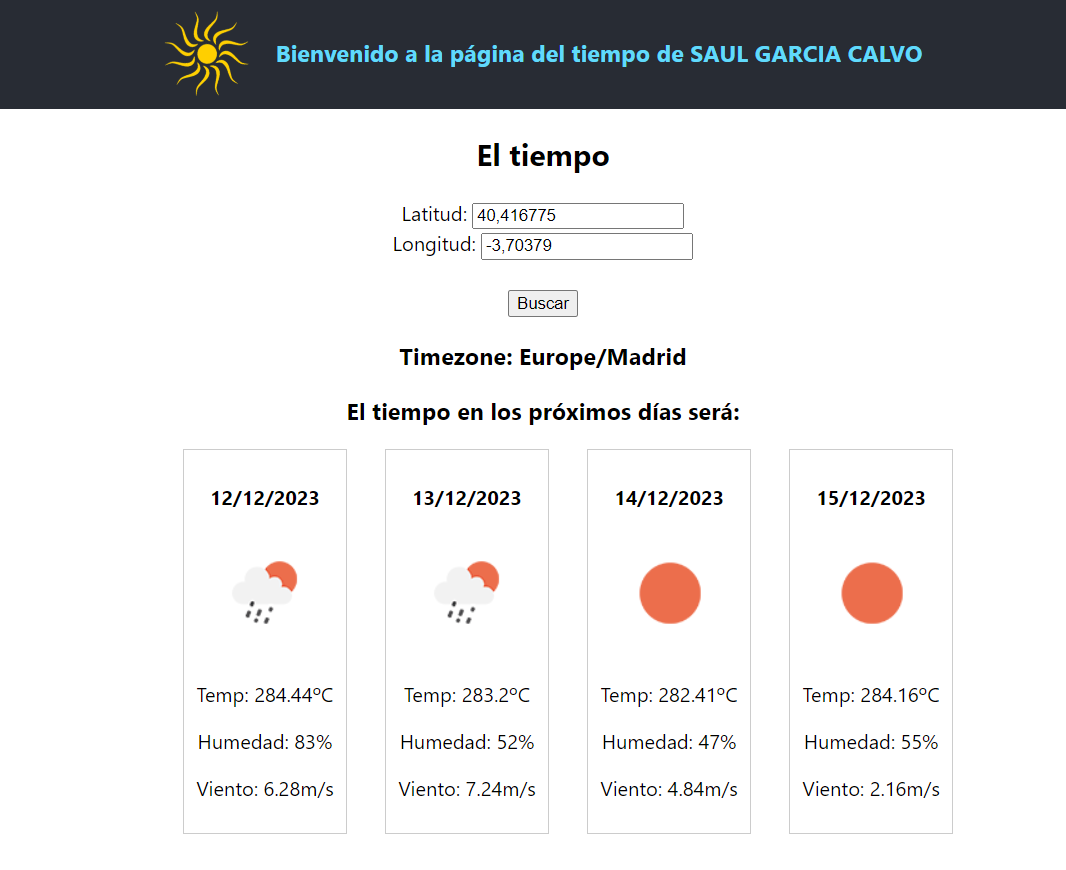 Bienvenido a la página del tiempo de SAUL GARCIA CALVO
El tiempo
Latitud: 40,416775
Longitud: -3,70379
Buscar
Timezone: Europe/Madrid
El tiempo en los próximos días será:
12/12/2023
Temp: 284.44ºC
Humedad: 83%
Viento: 6.28m/s
13/12/2023
Temp: 283.2ºC
Humedad: 52%
Viento: 7.24m/s
14/12/2023
Temp: 282.41ºC
Humedad: 47%
Viento: 4.84m/s
15/12/2023
Temp: 284.16ºC
Humedad: 55%
Viento: 2.16m/s